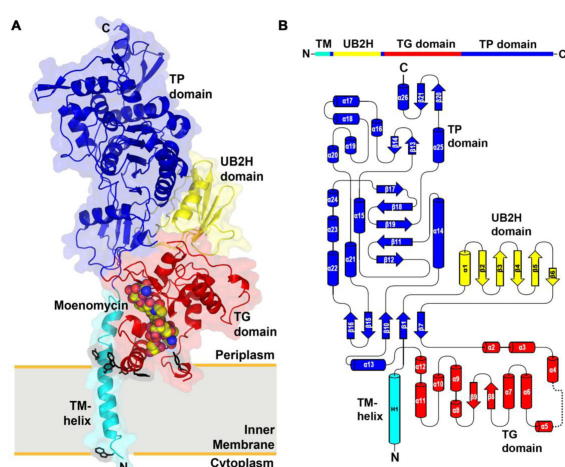 A
C
TP
domain
UB2H
domain
Moenomycin
TG
domain
Periplasm
TM-
helix
Inner
Membrane
N
Cytoplasm
B
TM UB2H TG domain TP domain
N- -C
C
α26 β21 β20
α17
α18 α16
α20 α19 β14 β13 α25
TP
domain
β17
α24 α15 β18 α14
α23 β19
β11
α22 α21 β12
UB2H
domain
α1 β2 β3 β4 β5 β6
β16 β15 β10 β1 β7
α13
α12 α2 α3
α10 α9 α4
H1 α11 α8 β9 β8 α7 α6
α5
TM-helix
N
TG
domain